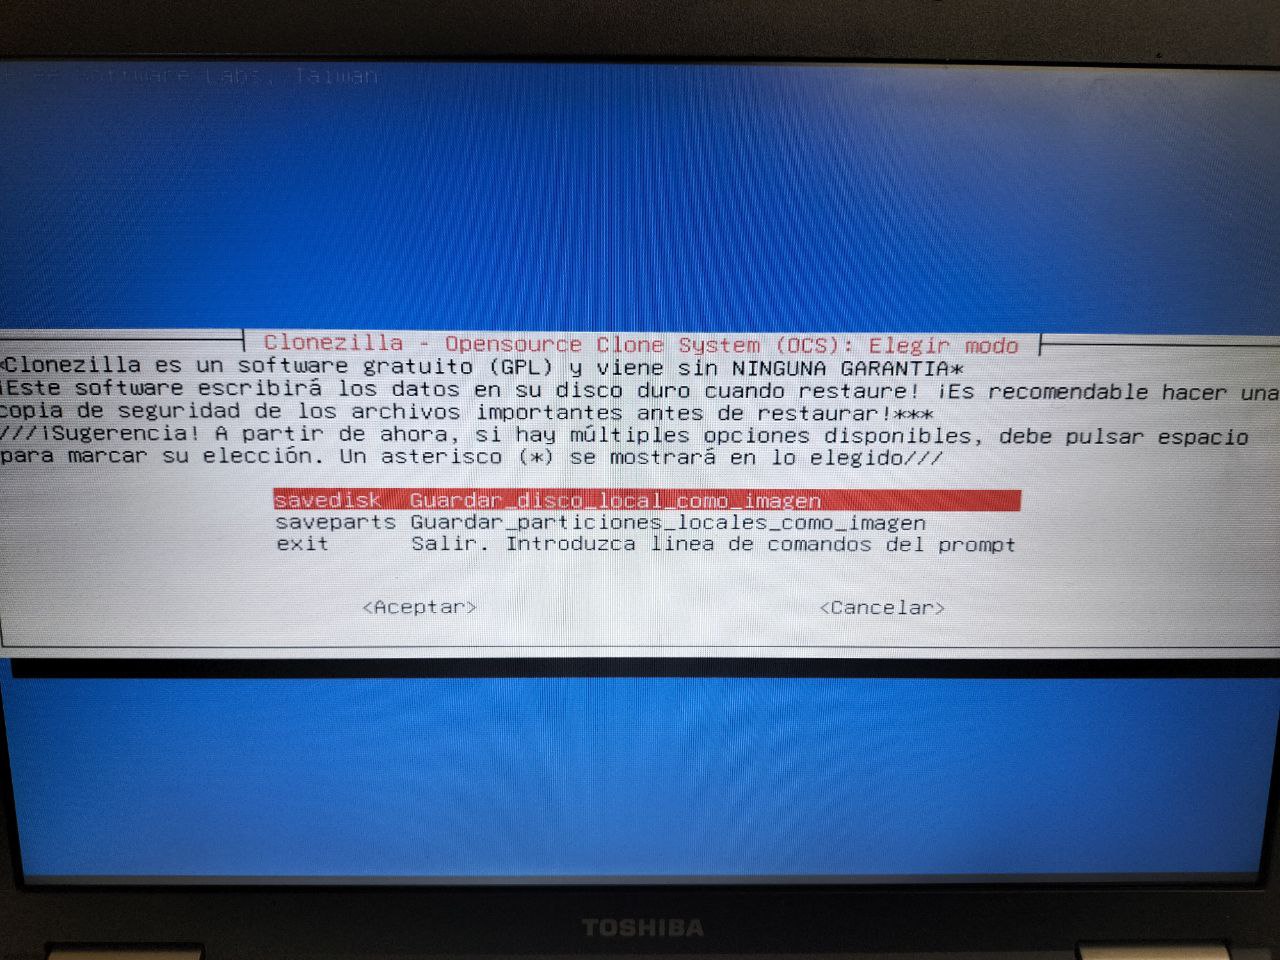 Software Labs, Taiwan
Clonezilla - Opensource Clone System (OCS): Elegir modo
*Clonezilla es un software gratuito (GPL) y viene sin NINGUNA GARANTIA*
¡Este software escribirá los datos en su disco duro cuando restaure! ¡Es recomendable hacer una
copia de seguridad de los archivos importantes antes de restaurar!***
///¡Sugerencia! A partir de ahora, si hay múltiples opciones disponibles, debe pulsar espacio
para marcar su elección. Un asterisco (*) se mostrará en lo elegido///
savedisk Guardar_disco_local_como_imagen
saveparts Guardar_particiones_locales_como_imagen
exit Salir. Introduzca linea de comandos del prompt
<Aceptar> <Cancelar>
TOSHIBA